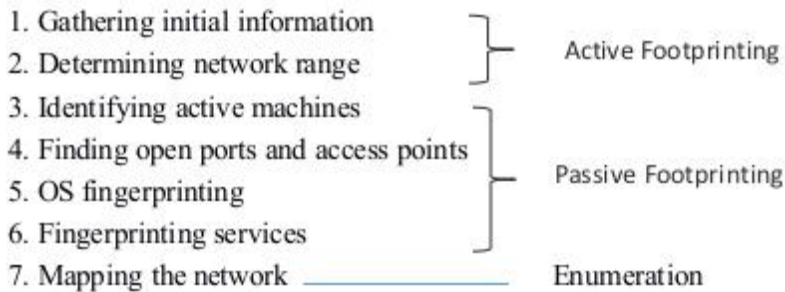 1. Gathering initial information
2. Determining network range
Active Footprinting
3. Identifying active machines
4. Finding open ports and access points
5. OS fingerprinting
6. Fingerprinting services
Passive Footprinting
7. Mapping the network
Enumeration